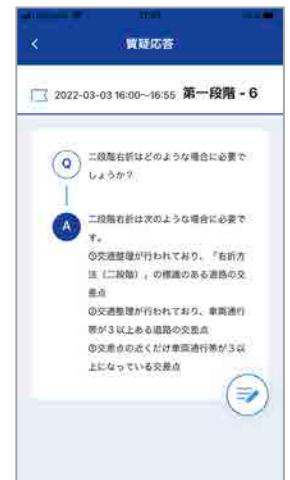 質疑応答
2022-03-03 16:00~16:55 第一段階 - 6
Q
二段階右折はどのような場合に必要で
しょうか？
A
二段階右折は次のような場合に必要で
す。
①交通整理が行われており、「右折方
法（二段階）」の標識のある道路の交
差点
②交通整理が行われており、車両通行
帯が３以上ある道路の交差点
③交差点の近くだけ車両通行帯が３以
上になっている交差点